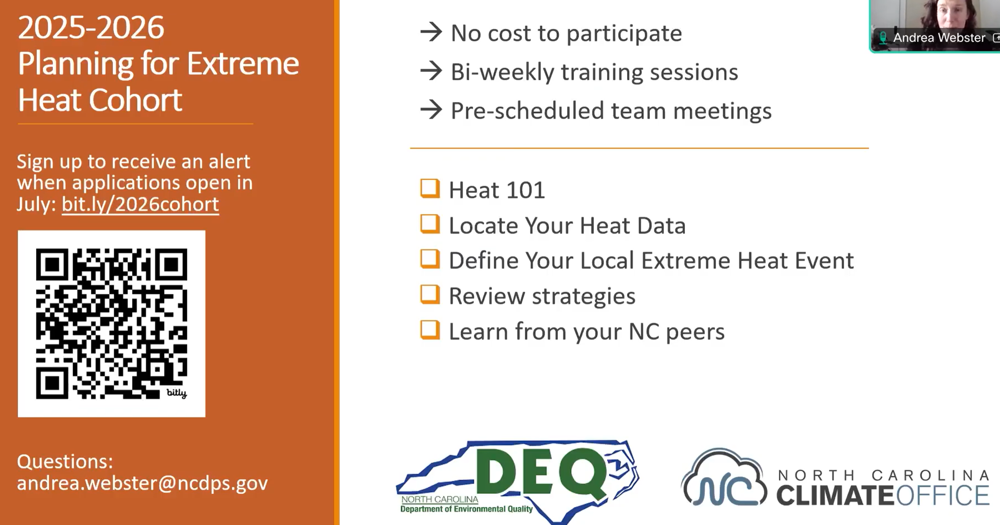 2025-2026
Planning for Extreme
Heat Cohort
Sign up to receive an alert
when applications open in
July: bit.ly/2026cohort
bitly
Questions:
andrea.webster@ncdps.gov
→ No cost to participate
→ Bi-weekly training sessions
→ Pre-scheduled team meetings
❑ Heat 101
❑ Locate Your Heat Data
❑ Define Your Local Extreme Heat Event
❑ Review strategies
❑ Learn from your NC peers
DEQ
NORTH CAROLINA
Department of Environmental Quality
NC
NORTH CAROLINA
CLIMATEOFFICE
Andrea Webster